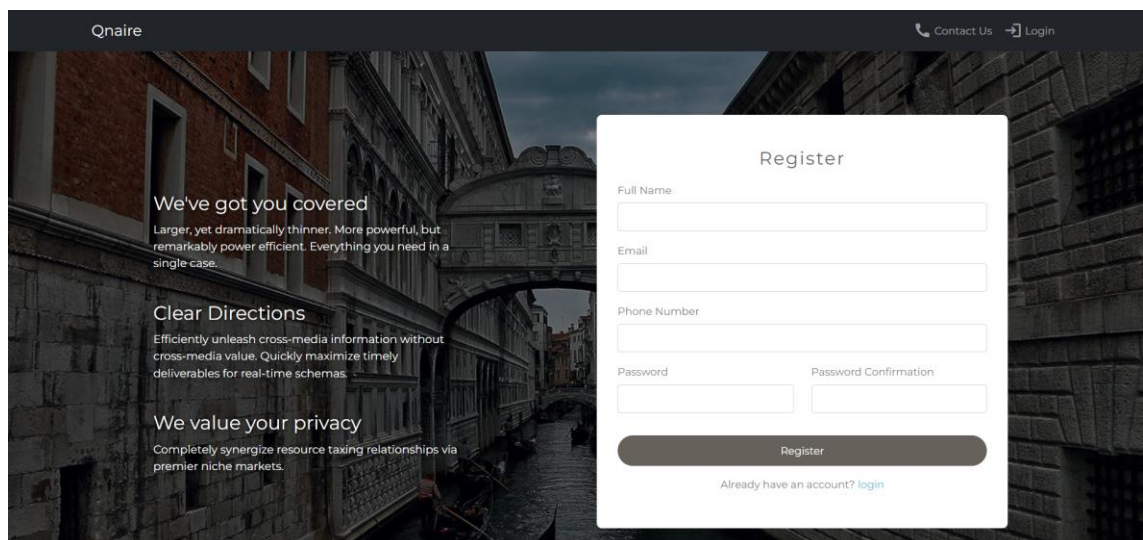 Qnaire
Contact Us
Login
We've got you covered
Larger, yet dramatically thinner. More powerful, but
remarkably power efficient. Everything you need in a
single case.
Clear Directions
Efficiently unleash cross-media information without
cross-media value. Quickly maximize timely
deliverables for real-time schemas.
We value your privacy
Completely synergize resource taxing relationships via
premier niche markets.
Register
Full Name
Email
Phone Number
Password
Password Confirmation
Register
Already have an account? login